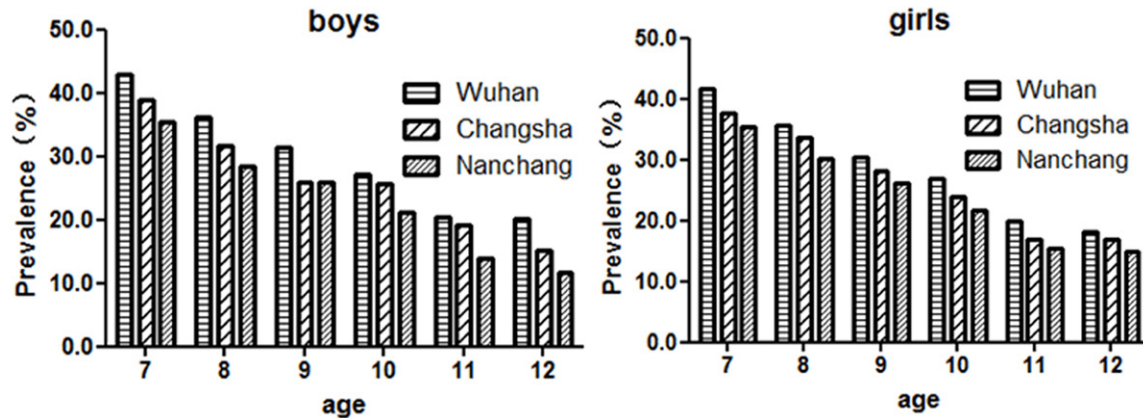 boys
Prevalence (%)
50.0
40.0
30.0
20.0
10.0
0.0
Wuhan
Changsha
Nanchang
7 8 9 10 11 12
age
girls
Prevalence (%)
50.0
40.0
30.0
20.0
10.0
0.0
Wuhan
Changsha
Nanchang
7 8 9 10 11 12
age